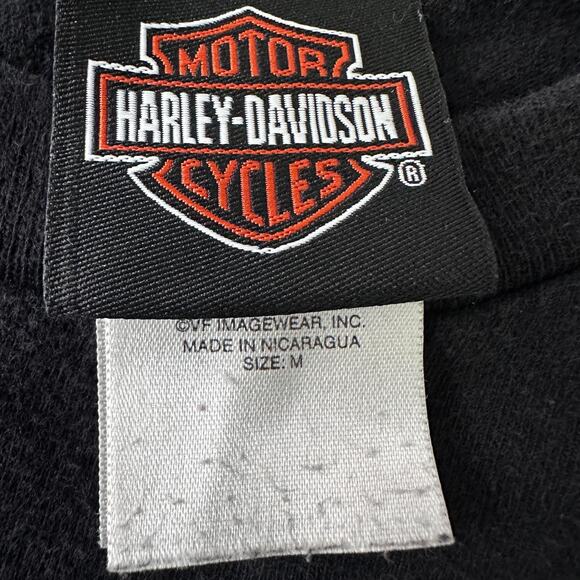 MOTOR
HARLEY-DAVIDSON
CYCLES
®
©VF IMAGEWEAR, INC.
MADE IN NICARAGUA
SIZE: M